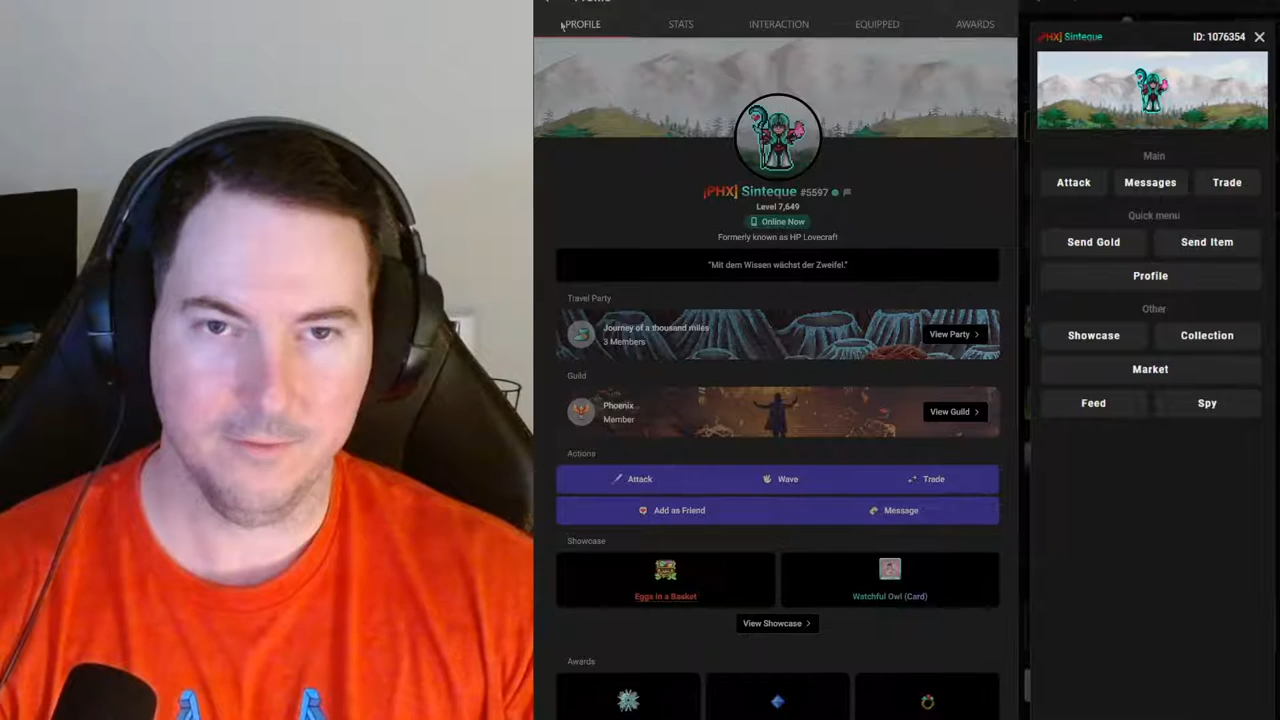 PROFILE
STATS
INTERACTION
EQUIPPED
AWARDS
[PHX] Sinteque #5597
Level 7,649
Online Now
Formerly known as HP Lovecraft
"Mit dem Wissen wächst der Zweifel."
Travel Party
Journey of a thousand miles
3 Members
View Party
Guild
Phoenix
Member
View Guild
Actions
Attack
Wave
Trade
Add as Friend
Message
Showcase
Eggs in a Basket
Watchful Owl (Card)
View Showcase
Awards
[PHX] Sinteque
ID: 1076354
Main
Attack
Messages
Trade
Quick menu
Send Gold
Send Item
Profile
Other
Showcase
Collection
Market
Feed
Spy